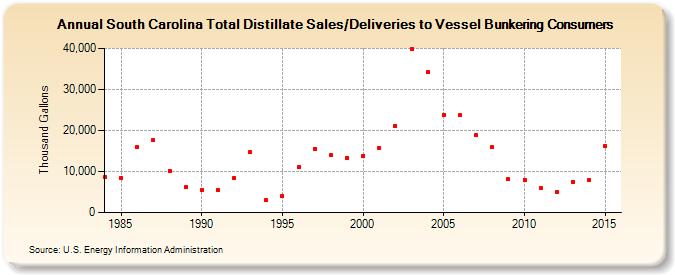 Annual South Carolina Total Distillate Sales/Deliveries to Vessel Bunkering Consumers
Thousand Gallons
40,000
30,000
20,000
10,000
0
1985 1990 1995 2000 2005 2010 2015
Source: U.S. Energy Information Administration